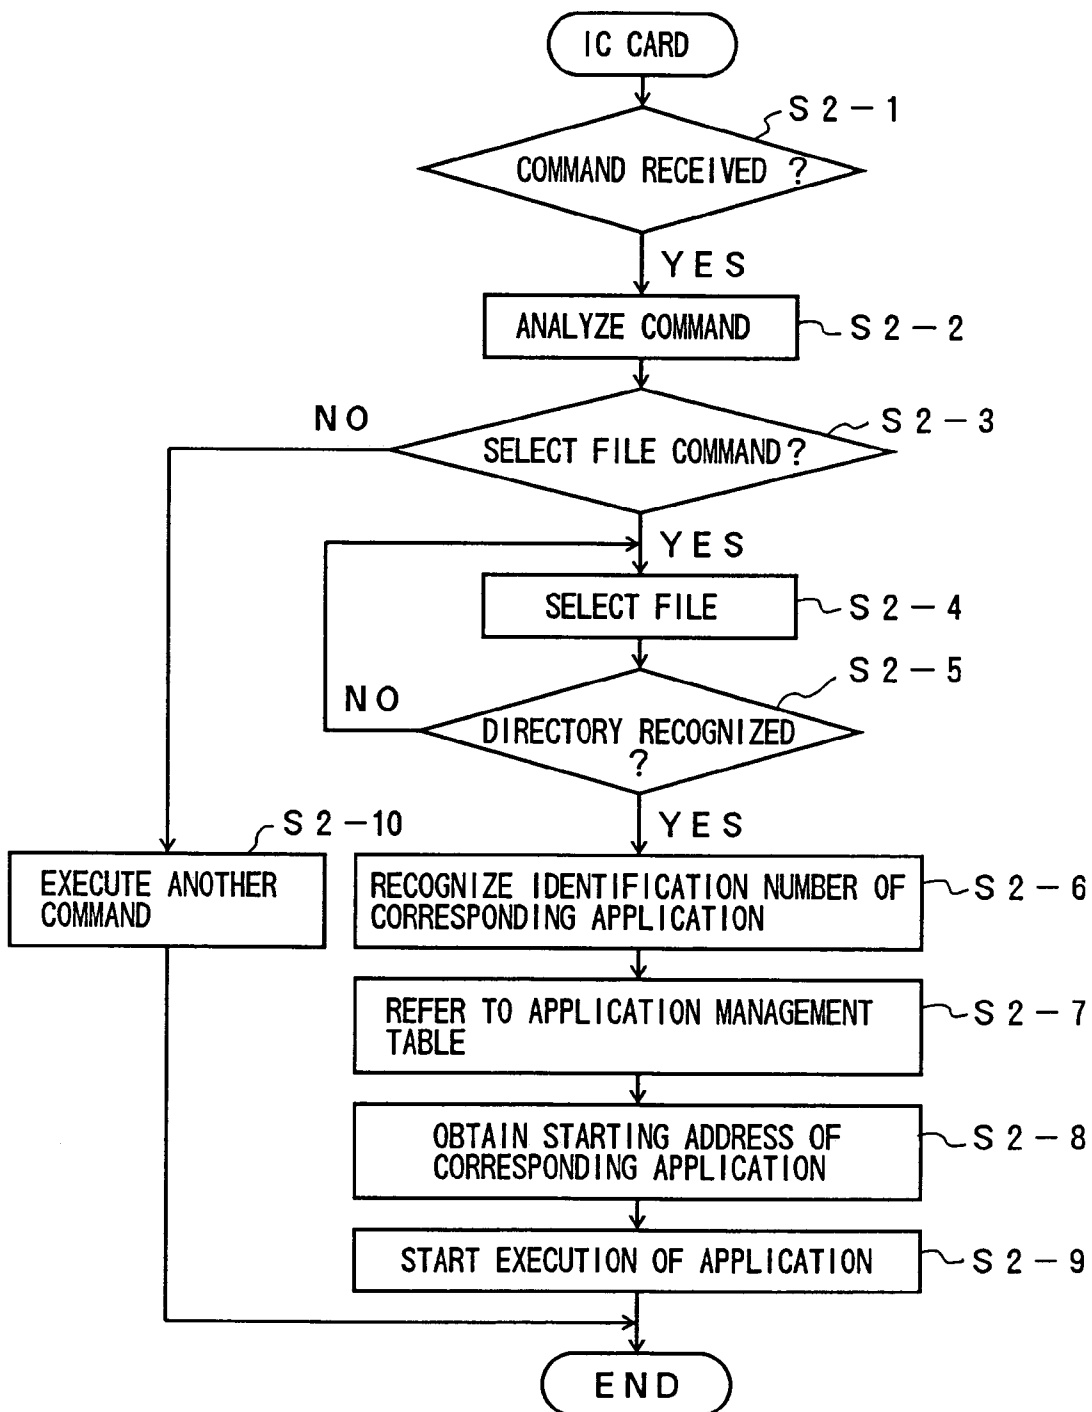 IC CARD
S2-1
COMMAND RECEIVED ?
YES
ANALYZE COMMAND
S2-2
NO
S2-3
SELECT FILE COMMAND?
YES
SELECT FILE
S2-4
S2-5
NO
DIRECTORY RECOGNIZED
?
YES
S2-10
EXECUTE ANOTHER
COMMAND
RECOGNIZE IDENTIFICATION NUMBER OF
CORRESPONDING APPLICATION
S2-6
REFER TO APPLICATION MANAGEMENT
TABLE
S2-7
OBTAIN STARTING ADDRESS OF
CORRESPONDING APPLICATION
S2-8
START EXECUTION OF APPLICATION
S2-9
END